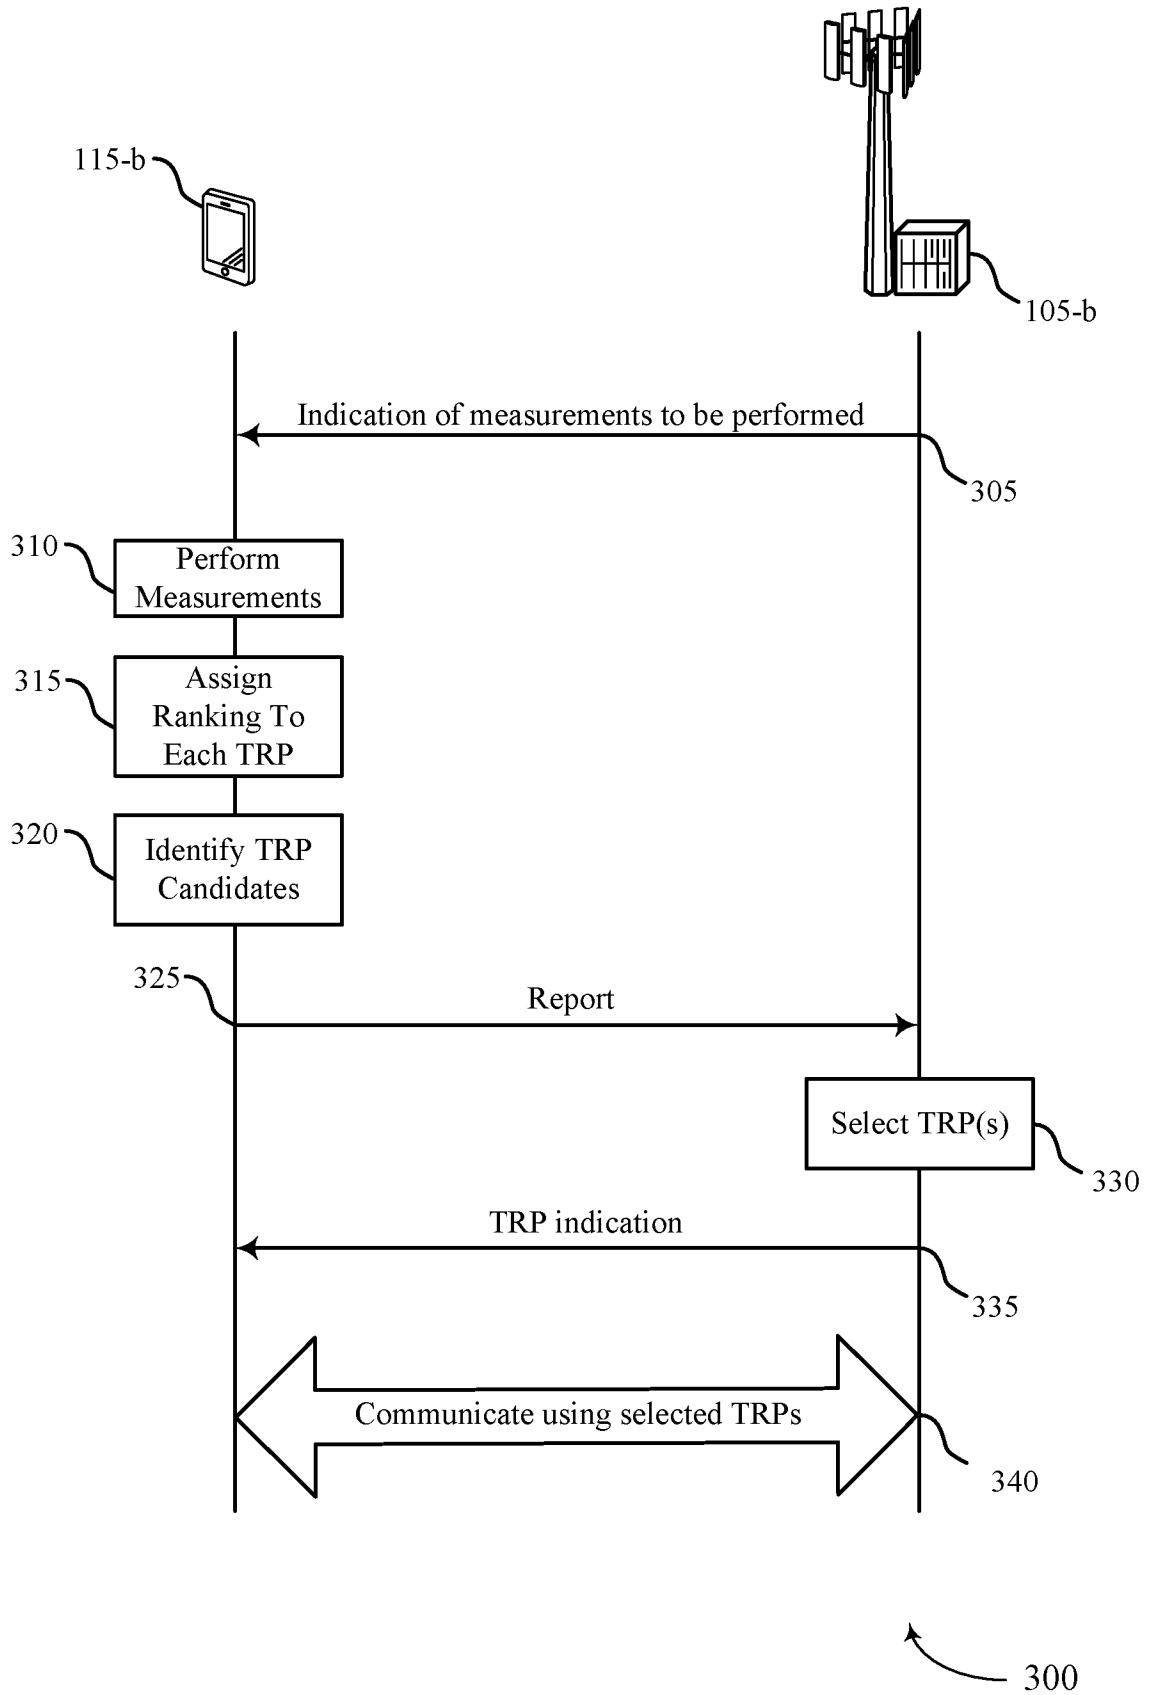 115-b
105-b
Indication of measurements to be performed
305
310
Perform
Measurements
315
Assign
Ranking To
Each TRP
320
Identify TRP
Candidates
325
Report
Select TRP(s)
330
TRP indication
335
Communicate using selected TRPs
340
300